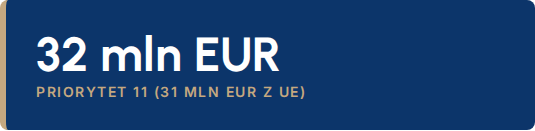 32 mln EUR
PRIORYTET 11 (31 MLN EUR Z UE)